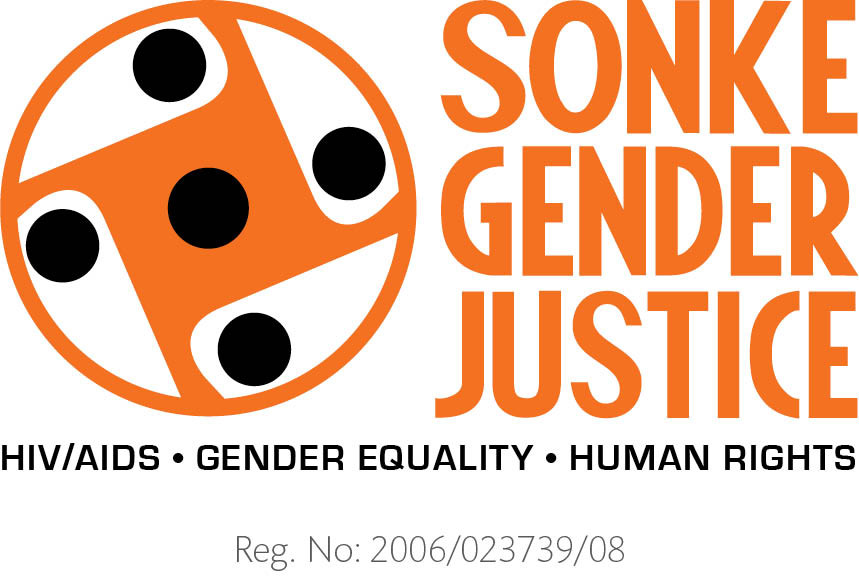 SONKE
GENDER
JUSTICE
HIV/AIDS • GENDER EQUALITY • HUMAN RIGHTS
Reg. No: 2006/023739/08